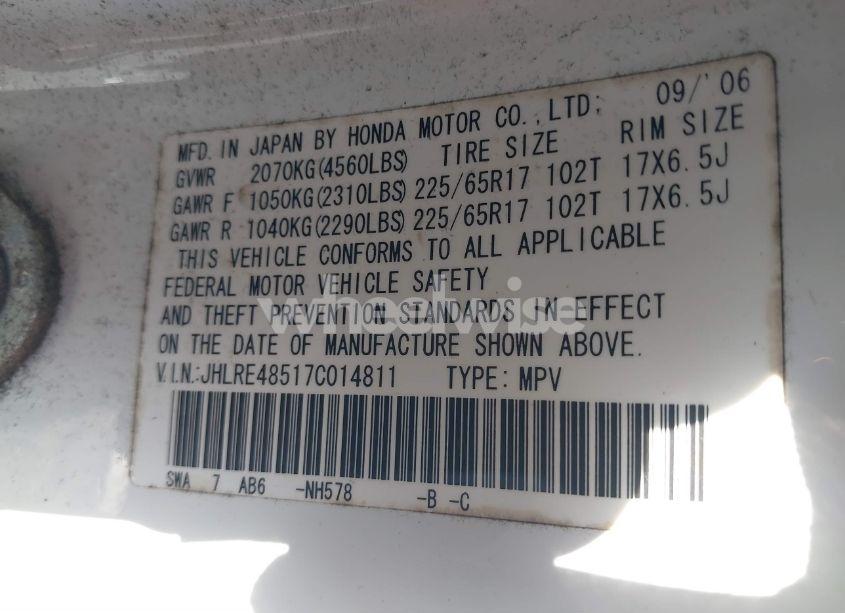 MFD. IN JAPAN BY HONDA MOTOR CO.,LTD; 09/'06
GVWR 2070KG(4560LBS) TIRE SIZE RIM SIZE
GAWR F 1050KG(2310LBS) 225/65R17 102T 17X6.5J
GAWR R 1040KG(2290LBS) 225/65R17 102T 17X6.5J
THIS VEHICLE CONFORMS TO ALL APPLICABLE
FEDERAL MOTOR VEHICLE SAFETY
AND THEFT PREVENTION STANDARDS IN EFFECT
ON THE DATE OF MANUFACTURE SHOWN ABOVE.
V.I.N.:JHLRE48517C014811 TYPE: MPV
SWA 7 AB6 -NH578 -B -C
wheelwise